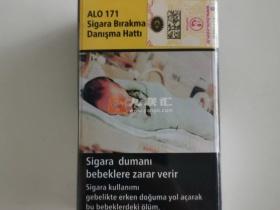 ALO 171
Sigara Bırakma
Danışma Hattı
Sigara dumanı
bebeklere zarar verir
Sigara kullanımı
gebelikte erken doğuma yol açarak
bu bebeklerdeki ölüm,